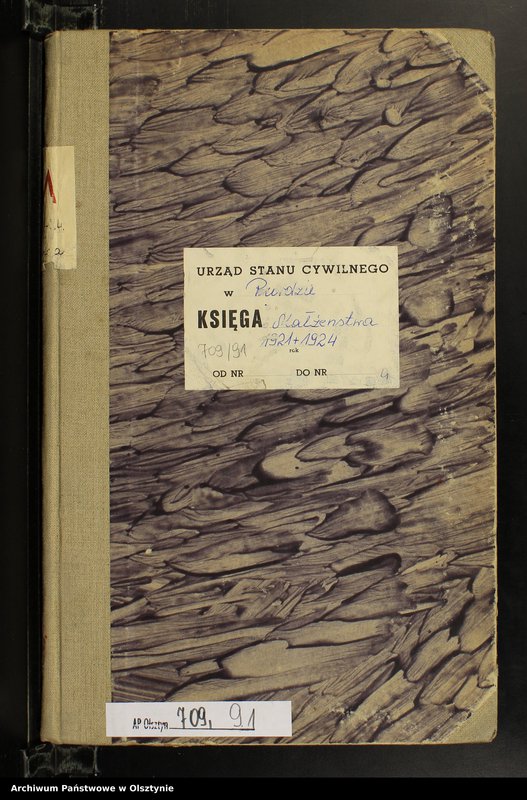 URZĄD STANU CYWILNEGO
w Purdzie
KSIĘGA Małżeństwa
1921+1924
709/91 rok
OD NR DO NR 4
A
AP Olsztyn 709, 91
Archiwum Państwowe w Olsztynie